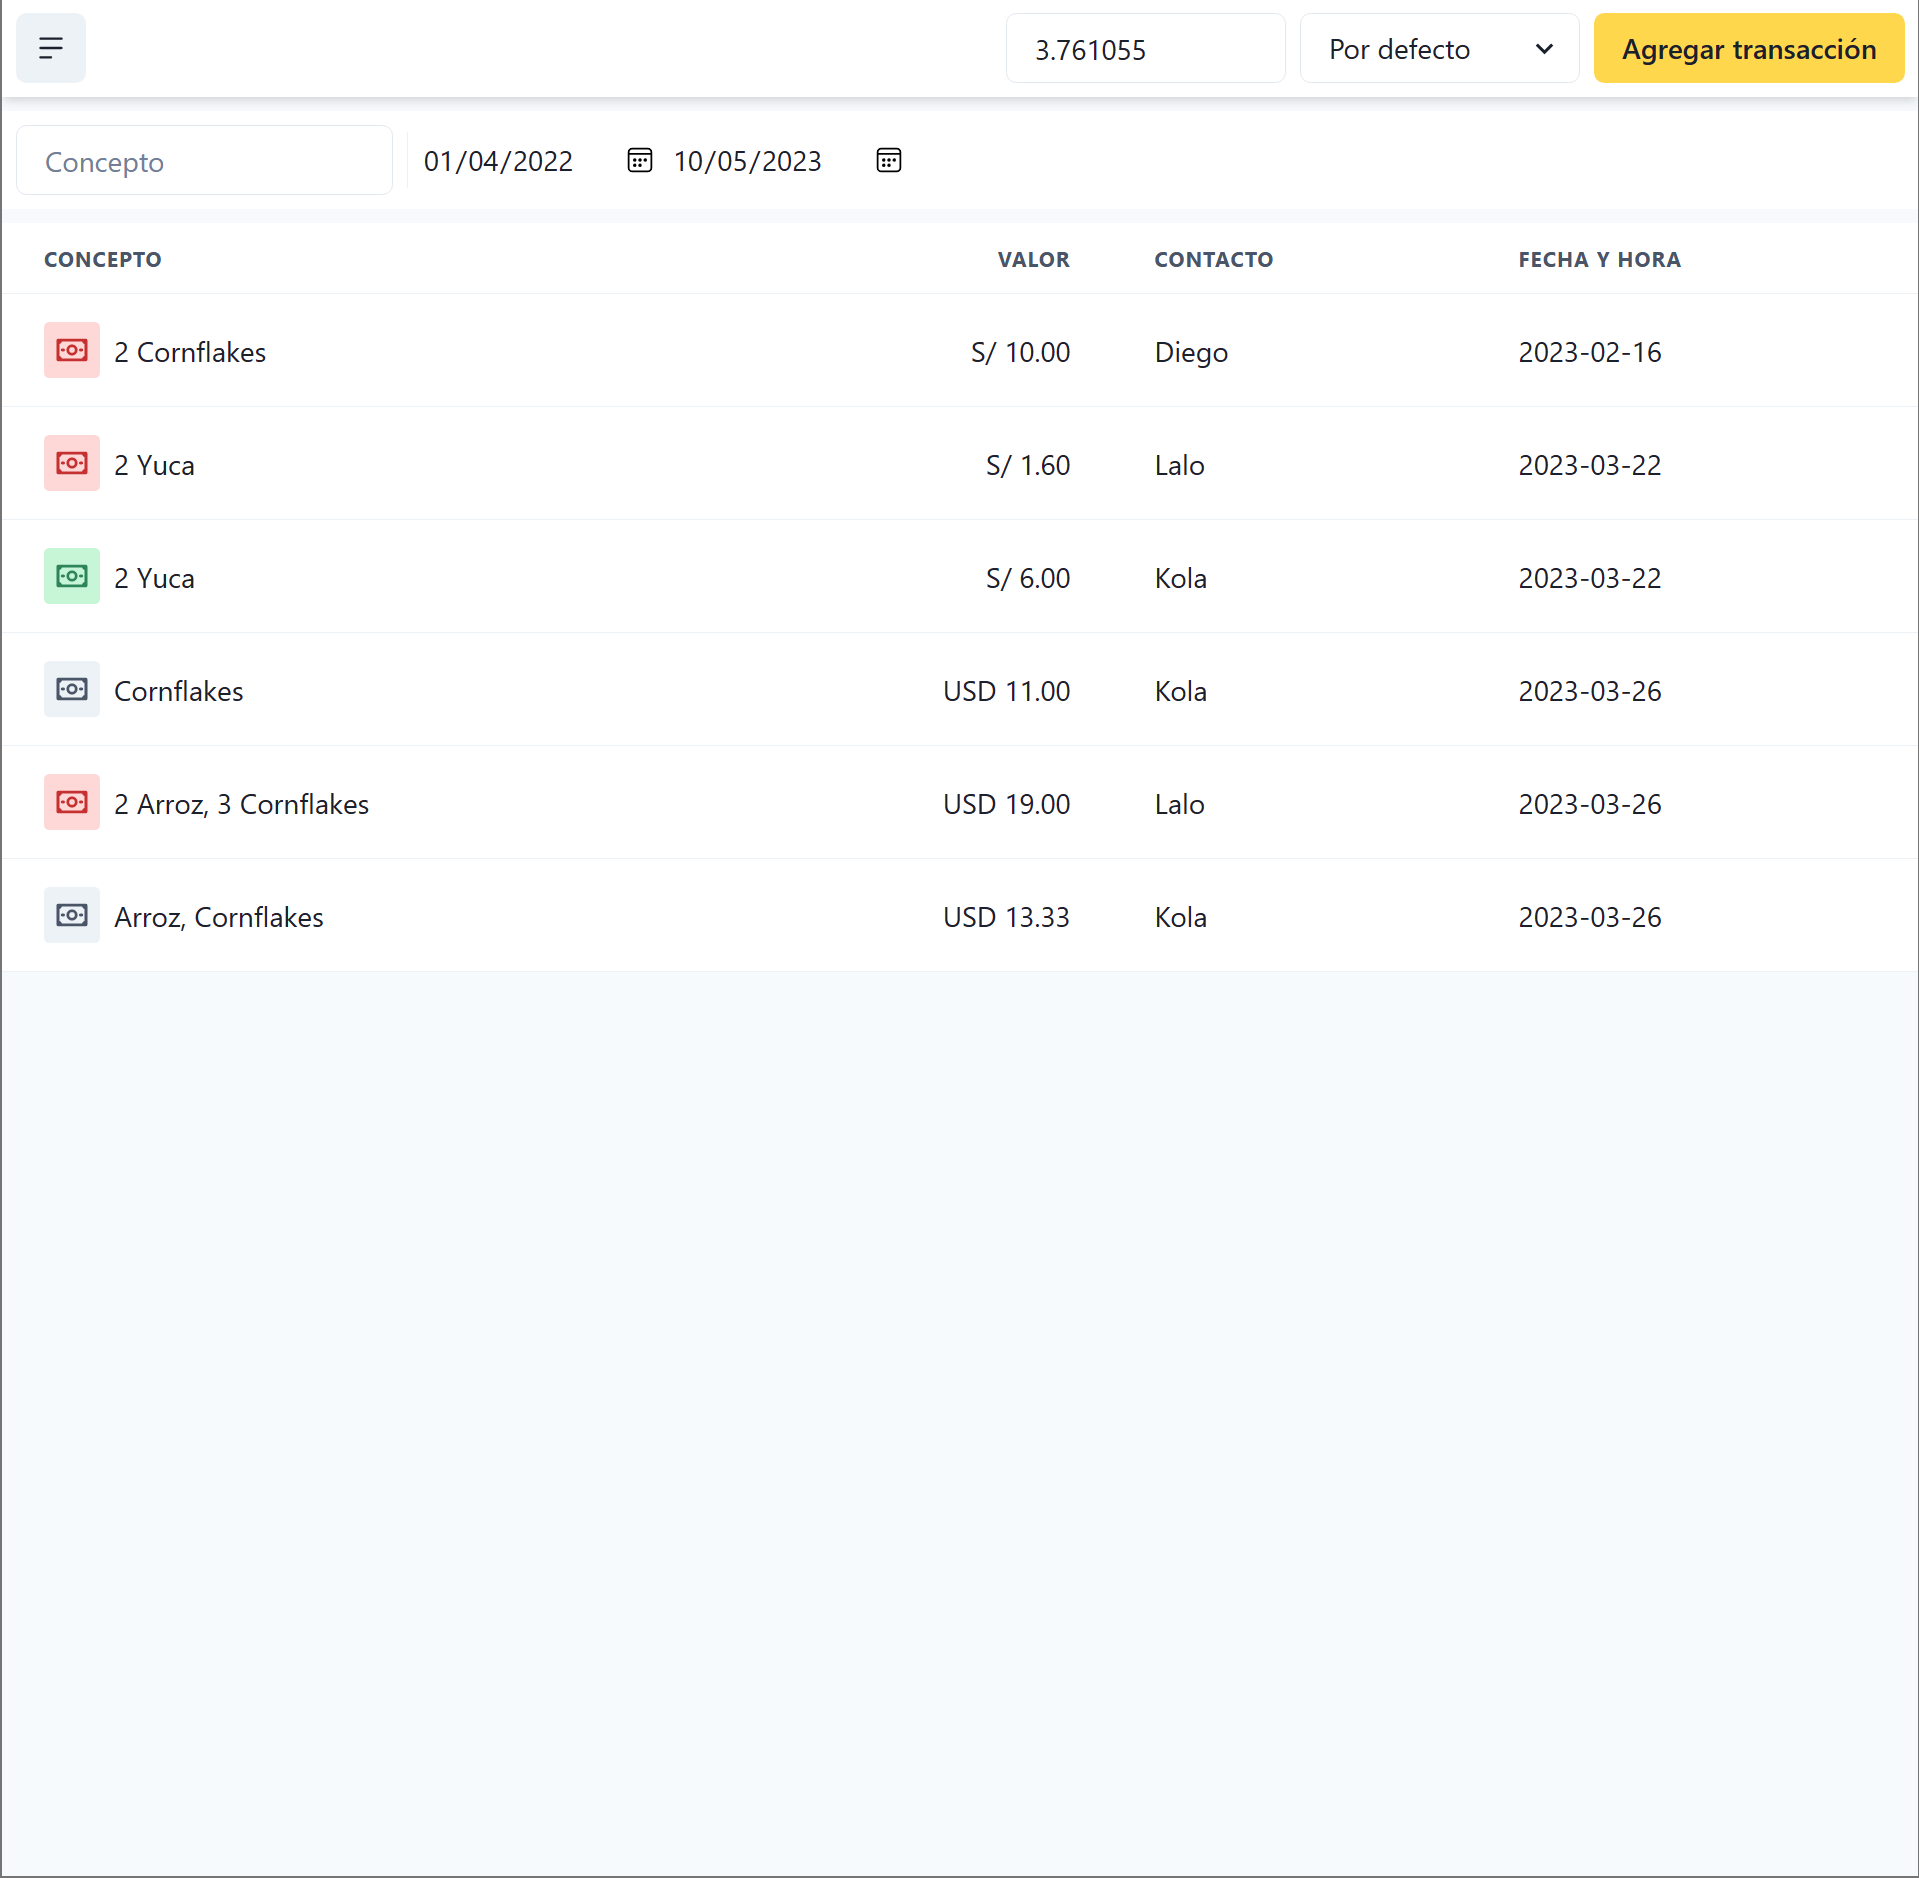 3.761055 Por defecto Agregar transacción
Concepto 01/04/2022 10/05/2023
CONCEPTO VALOR CONTACTO FECHA Y HORA
2 Cornflakes S/ 10.00 Diego 2023-02-16
2 Yuca S/ 1.60 Lalo 2023-03-22
2 Yuca S/ 6.00 Kola 2023-03-22
Cornflakes USD 11.00 Kola 2023-03-26
2 Arroz, 3 Cornflakes USD 19.00 Lalo 2023-03-26
Arroz, Cornflakes USD 13.33 Kola 2023-03-26